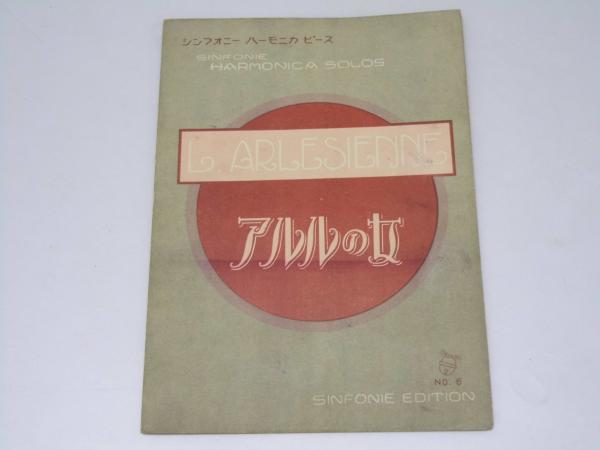 シンフオニー ハーモニカ ピース
SINFONIE
HARMONICA SOLOS
L. ARLESIENNE
アルルの女
NO. 6
SINFONIE EDITION